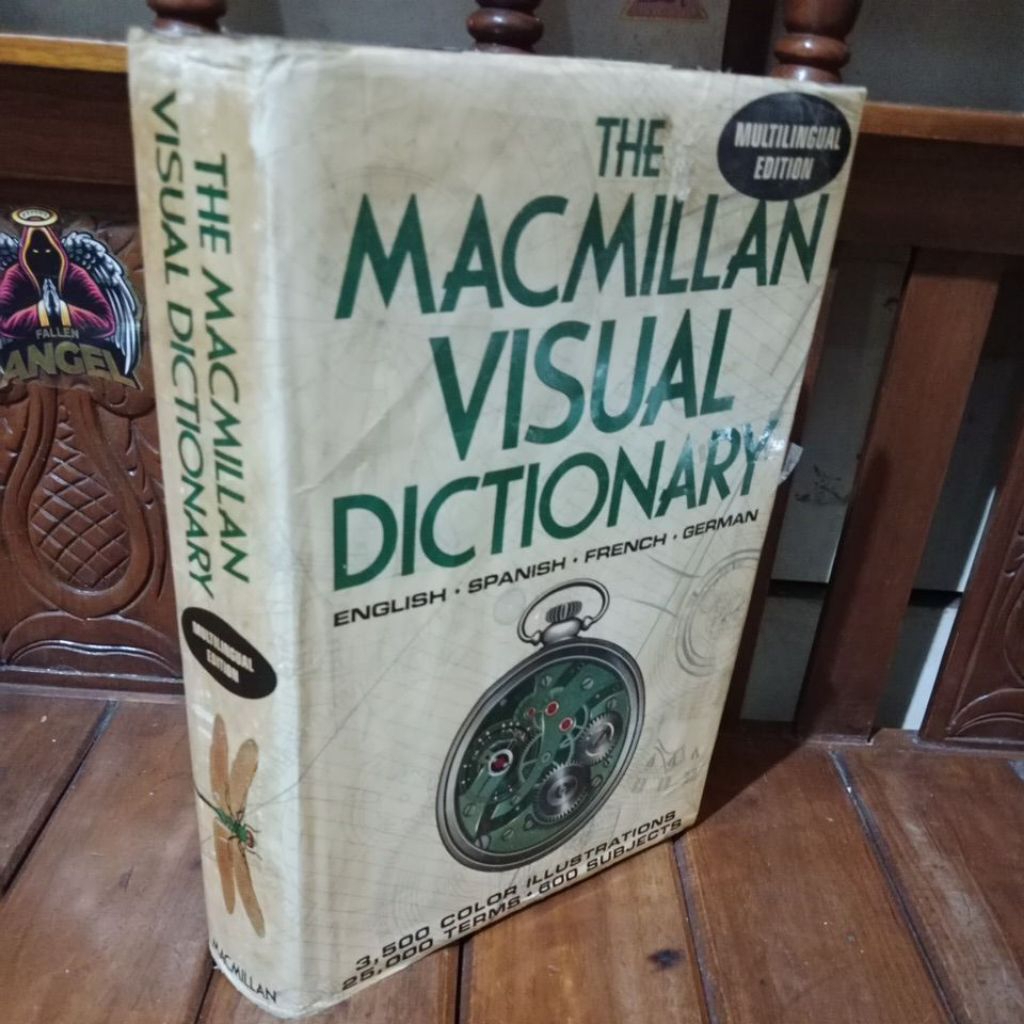 THE
MACMILLAN
VISUAL
DICTIONARY
MULTILINGUAL
EDITION
ENGLISH · SPANISH · FRENCH · GERMAN
3,500 COLOR ILLUSTRATIONS
25,000 TERMS · 600 SUBJECTS
THE MACMILLAN
VISUAL DICTIONARY
MULTILINGUAL
EDITION
MACMILLAN
FALLEN
ANGEL